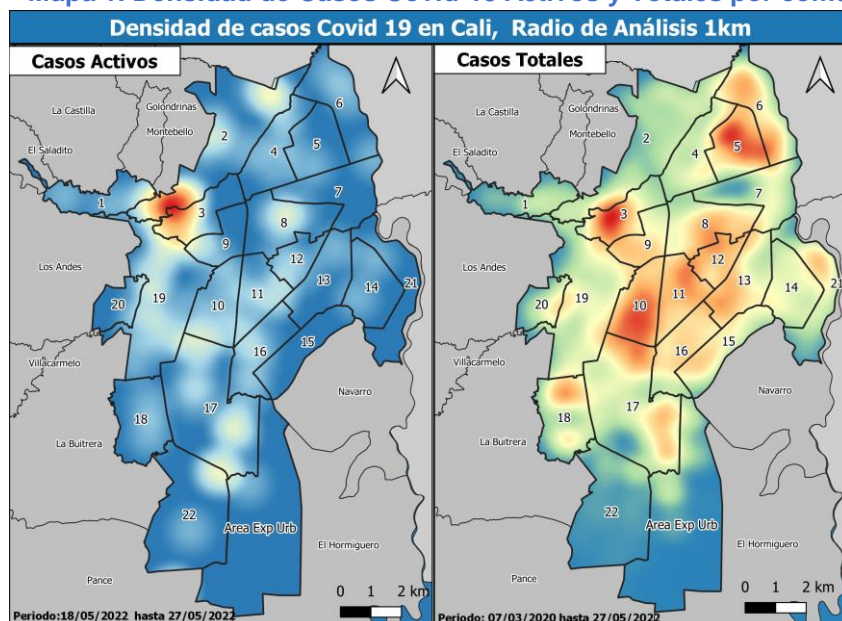 Densidad de casos Covid 19 en Cali, Radio de Análisis 1km
Casos Activos
La Castilla
Golondrinas
Montebello
El Saladito
Los Andes
Villacarmelo
La Buitrera
Pance
Navarro
El Hormiguero
Area Exp Urb
1
2
3
4
5
6
7
8
9
10
11
12
13
14
15
16
17
18
19
20
21
22
0 1 2 km
Periodo:18/05/2022 hasta 27/05/2022
Casos Totales
La Castilla
Golondrinas
Montebello
El Saladito
Los Andes
Villacarmelo
La Buitrera
Pance
Navarro
El Hormiguero
Area Exp Urb
1
2
3
4
5
6
7
8
9
10
11
12
13
14
15
16
17
18
19
20
21
22
0 1 2 km
Periodo: 07/03/2020 hasta 27/05/2022